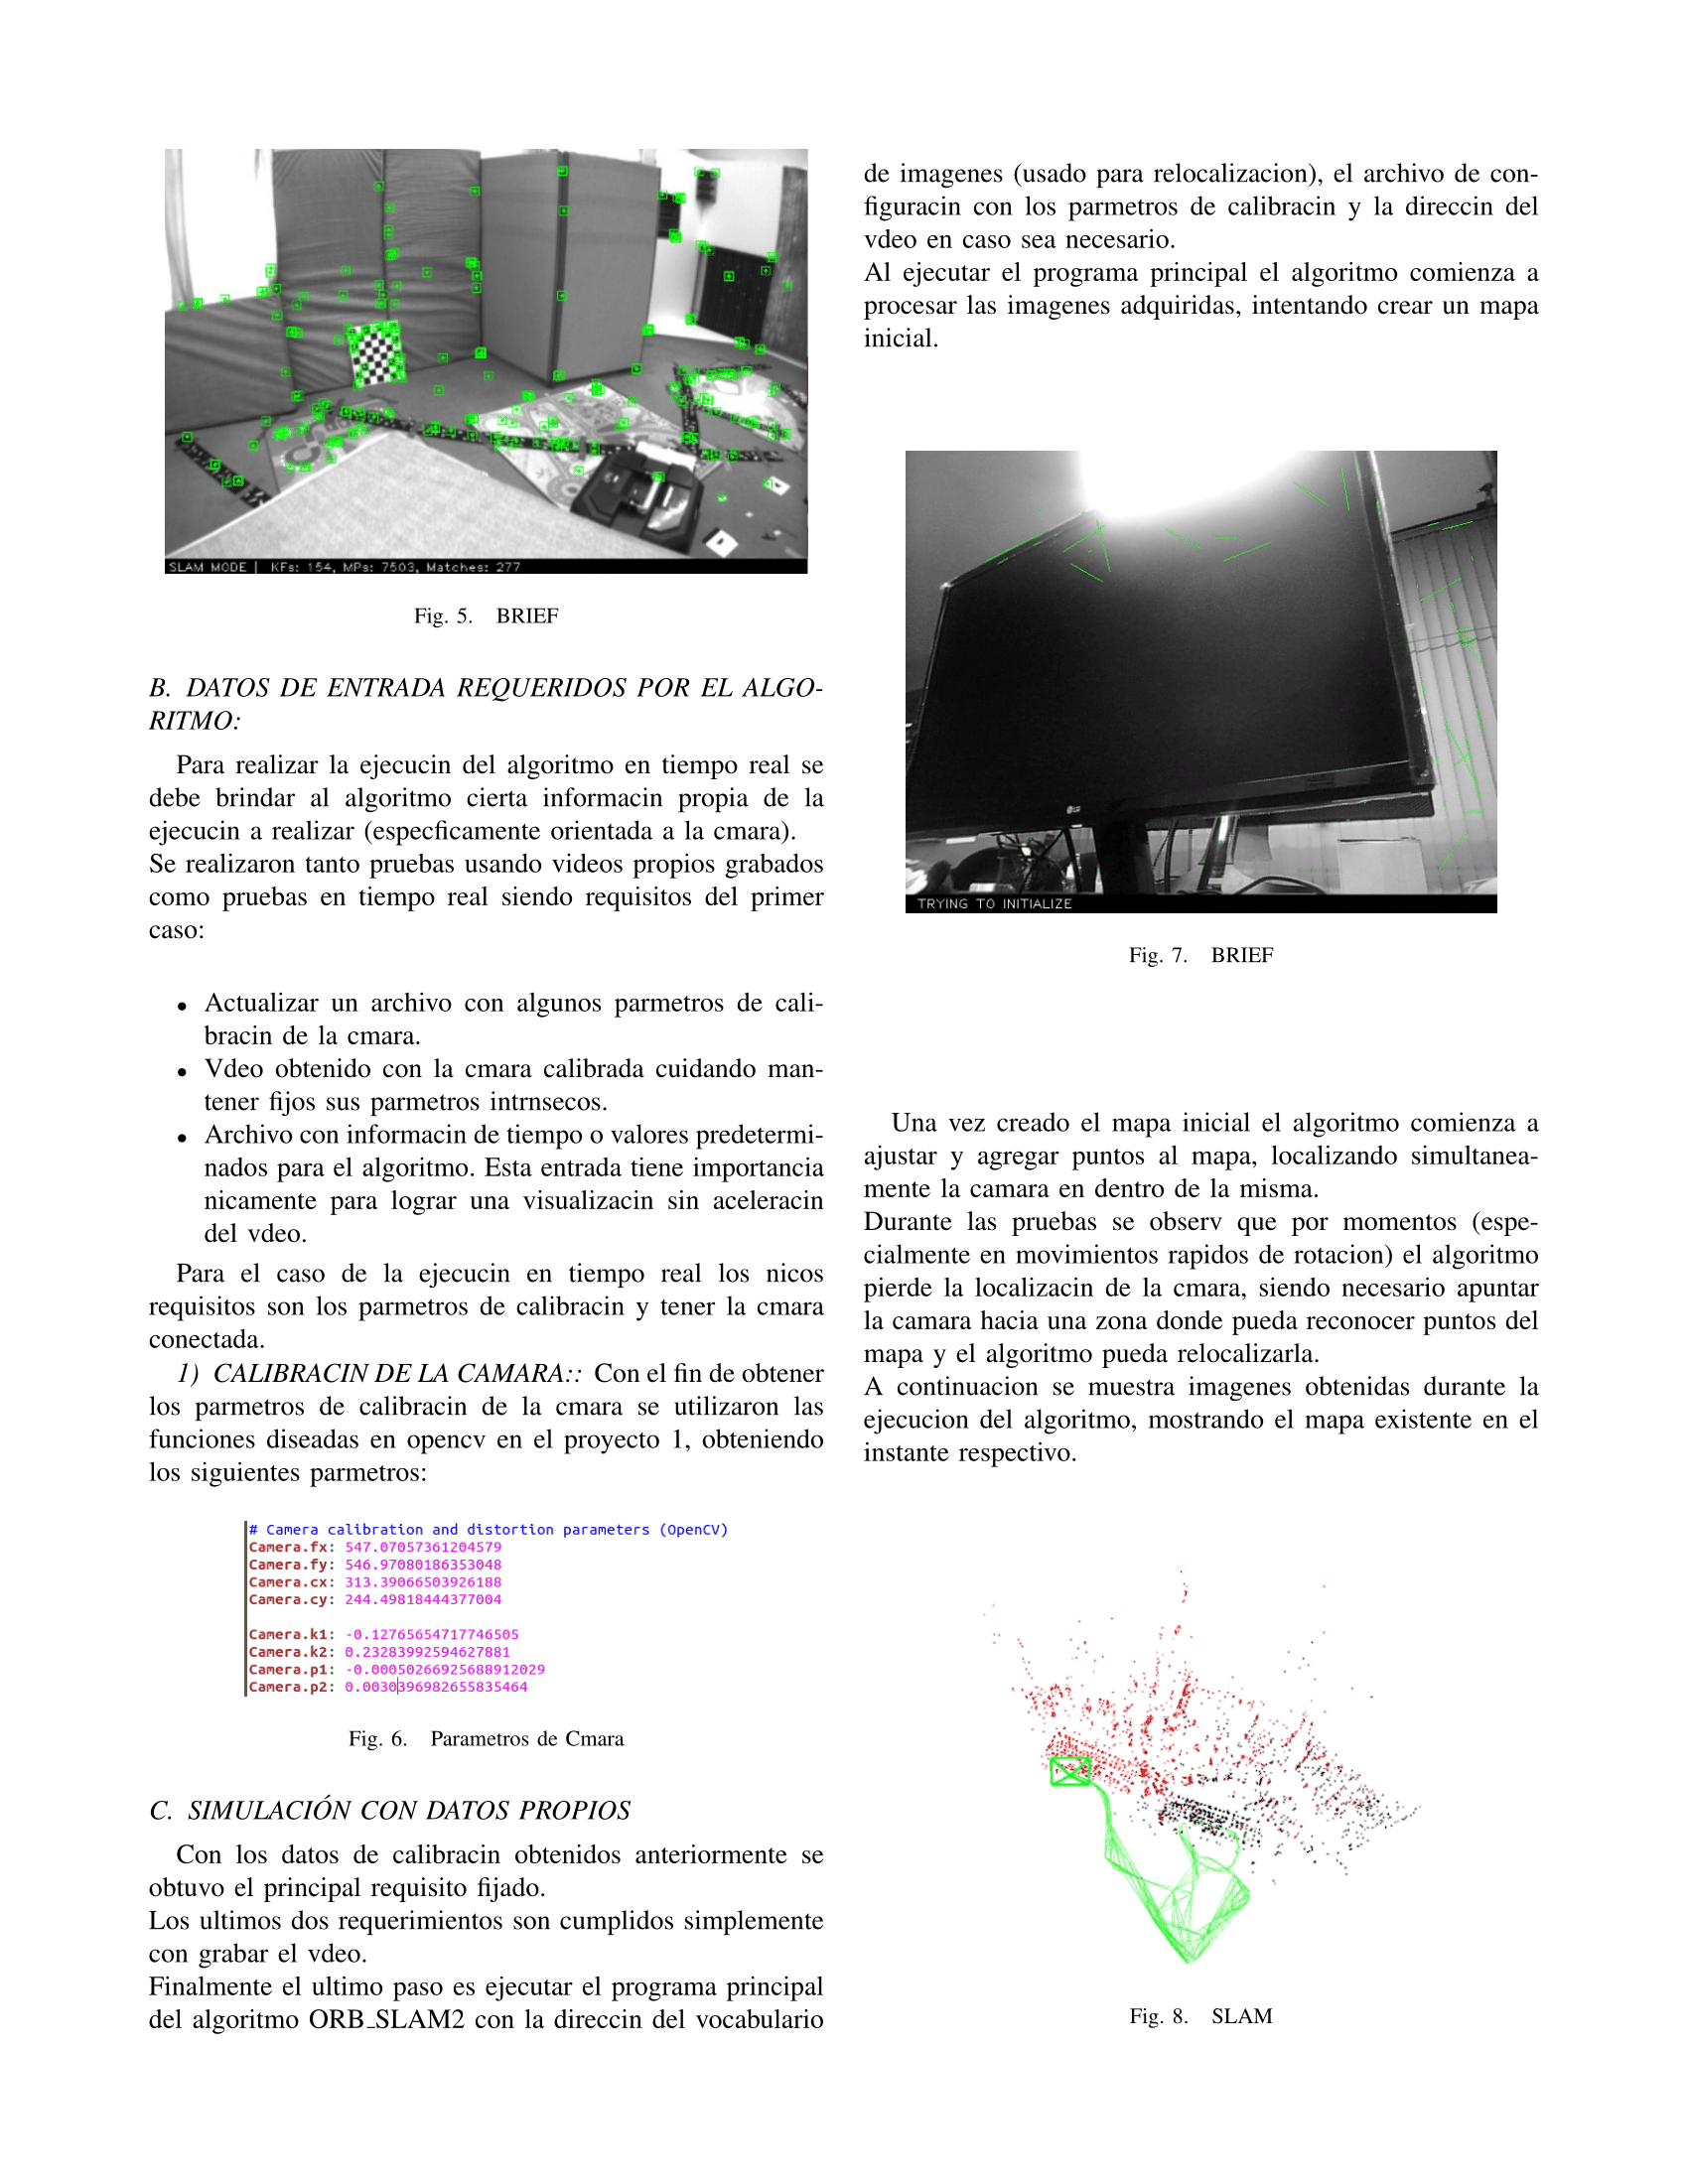 SLAM MODE | KFs: 154, MPs: 7503, Matches: 277
Fig. 5. BRIEF
B. DATOS DE ENTRADA REQUERIDOS POR EL ALGO-
RITMO:
Para realizar la ejecucin del algoritmo en tiempo real se
debe brindar al algoritmo cierta informacin propia de la
ejecucin a realizar (especficamente orientada a la cmara).
Se realizaron tanto pruebas usando videos propios grabados
como pruebas en tiempo real siendo requisitos del primer
caso:
• Actualizar un archivo con algunos parmetros de cali-
bracin de la cmara.
• Vdeo obtenido con la cmara calibrada cuidando man-
tener fijos sus parmetros intrnsecos.
• Archivo con informacin de tiempo o valores predetermi-
nados para el algoritmo. Esta entrada tiene importancia
nicamente para lograr una visualizacin sin aceleracin
del vdeo.
Para el caso de la ejecucin en tiempo real los nicos
requisitos son los parmetros de calibracin y tener la cmara
conectada.
1) CALIBRACIN DE LA CAMARA:: Con el fin de obtener
los parmetros de calibracin de la cmara se utilizaron las
funciones diseadas en opencv en el proyecto 1, obteniendo
los siguientes parmetros:
# Camera calibration and distortion parameters (OpenCV)
Camera.fx: 547.07057361204579
Camera.fy: 546.97080186353048
Camera.cx: 313.39066503926188
Camera.cy: 244.49818444377004
Camera.k1: -0.12765654717746505
Camera.k2: 0.23283992594627881
Camera.p1: -0.00050266925688912029
Camera.p2: 0.0030396982655835464
Fig. 6. Parametros de Cmara
C. SIMULACIÓN CON DATOS PROPIOS
Con los datos de calibracin obtenidos anteriormente se
obtuvo el principal requisito fijado.
Los ultimos dos requerimientos son cumplidos simplemente
con grabar el vdeo.
Finalmente el ultimo paso es ejecutar el programa principal
del algoritmo ORB_SLAM2 con la direccin del vocabulario
de imagenes (usado para relocalizacion), el archivo de con-
figuracin con los parmetros de calibracin y la direccin del
vdeo en caso sea necesario.
Al ejecutar el programa principal el algoritmo comienza a
procesar las imagenes adquiridas, intentando crear un mapa
inicial.
TRYING TO INITIALIZE
Fig. 7. BRIEF
Una vez creado el mapa inicial el algoritmo comienza a
ajustar y agregar puntos al mapa, localizando simultanea-
mente la camara en dentro de la misma.
Durante las pruebas se observ que por momentos (espe-
cialmente en movimientos rapidos de rotacion) el algoritmo
pierde la localizacin de la cmara, siendo necesario apuntar
la camara hacia una zona donde pueda reconocer puntos del
mapa y el algoritmo pueda relocalizarla.
A continuacion se muestra imagenes obtenidas durante la
ejecucion del algoritmo, mostrando el mapa existente en el
instante respectivo.
Fig. 8. SLAM